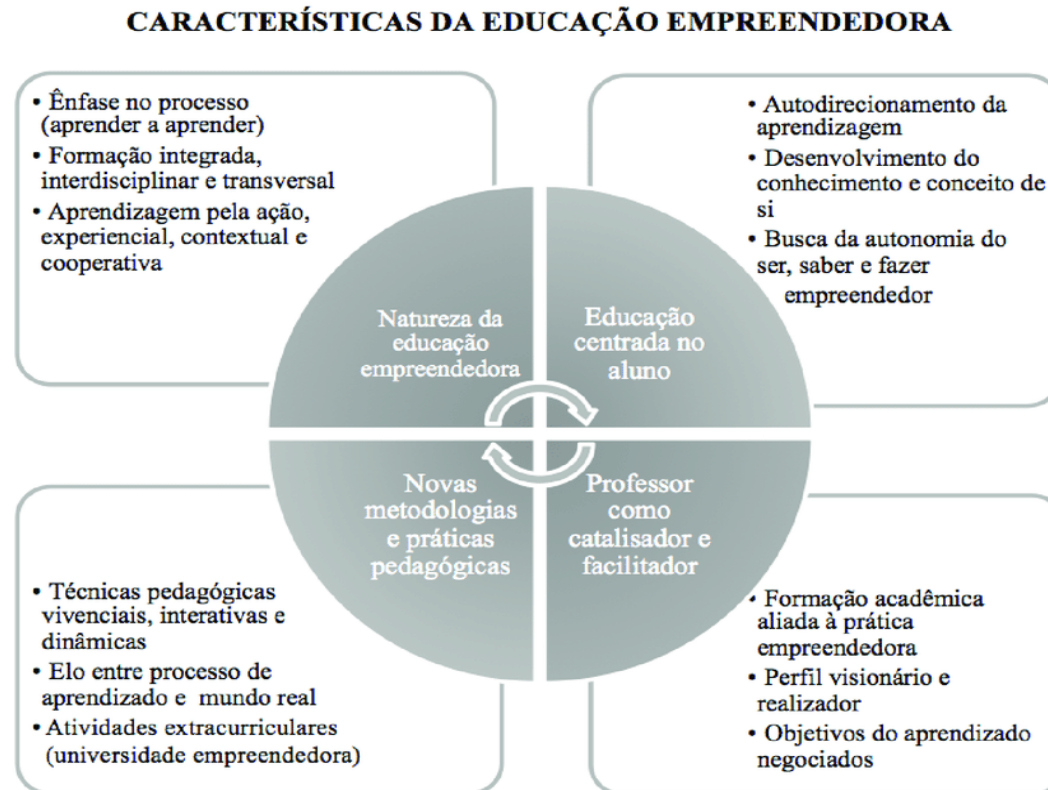 CARACTERÍSTICAS DA EDUCAÇÃO EMPREENDEDORA
• Ênfase no processo
(aprender a aprender)
• Formação integrada,
interdisciplinar e transversal
• Aprendizagem pela ação,
experiencial, contextual e
cooperativa
• Autodirecionamento da
aprendizagem
• Desenvolvimento do
conhecimento e conceito de
si
• Busca da autonomia do
ser, saber e fazer
empreendedor
Natureza da
educação
empreendedora
Educação
centrada no
aluno
Novas
metodologias
e práticas
pedagógicas
Professor
como
catalisador e
facilitador
• Técnicas pedagógicas
vivenciais, interativas e
dinâmicas
• Elo entre processo de
aprendizado e mundo real
• Atividades extracurriculares
(universidade empreendedora)
• Formação acadêmica
aliada à prática
empreendedora
• Perfil visionário e
realizador
• Objetivos do aprendizado
negociados